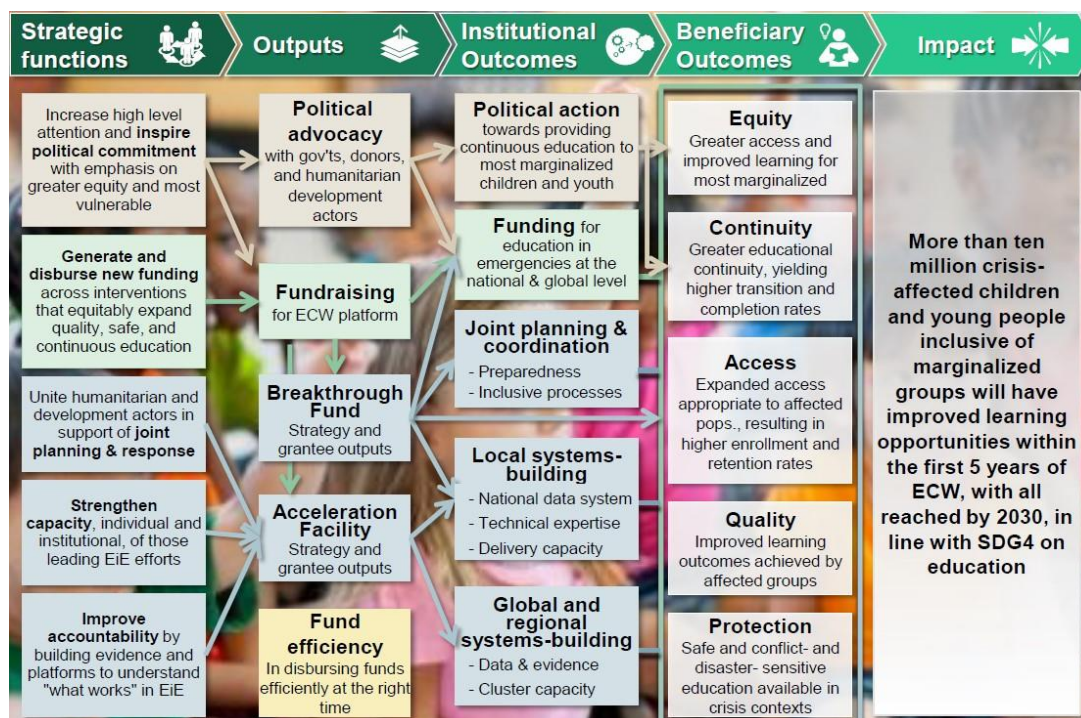 Strategic
functions
Outputs
Institutional
Outcomes
Beneficiary
Outcomes
Impact
Increase high level
attention and inspire
political commitment
with emphasis on
greater equity and most
vulnerable
Generate and
disburse new funding
across interventions
that equitably expand
quality, safe, and
continuous education
Unite humanitarian and
development actors in
support of joint
planning & response
Strengthen
capacity, individual and
institutional, of those
leading EiE efforts
Improve
accountability by
building evidence and
platforms to understand
"what works" in EiE
Political
advocacy
with gov'ts, donors,
and humanitarian
development
actors
Fundraising
for ECW platform
Breakthrough
Fund
Strategy and
grantee outputs
Acceleration
Facility
Strategy and
grantee outputs
Fund
efficiency
In disbursing funds
efficiently at the right
time
Political action
towards providing
continuous education to
most marginalized
children and youth
Funding for
education in
emergencies at the
national & global level
Joint planning &
coordination
- Preparedness
- Inclusive processes
Local systems-
building
- National data system
- Technical expertise
- Delivery capacity
Global and
regional
systems-building
- Data & evidence
- Cluster capacity
Equity
Greater access and
improved learning for
most marginalized
Continuity
Greater educational
continuity, yielding
higher transition and
completion rates
Access
Expanded access
appropriate to affected
pops., resulting in
higher enrollment and
retention rates
Quality
Improved learning
outcomes achieved by
affected groups
Protection
Safe and conflict- and
disaster- sensitive
education available in
crisis contexts
More than ten
million crisis-
affected children
and young people
inclusive of
marginalized
groups will have
improved learning
opportunities within
the first 5 years of
ECW, with all
reached by 2030, in
line with SDG4 on
education